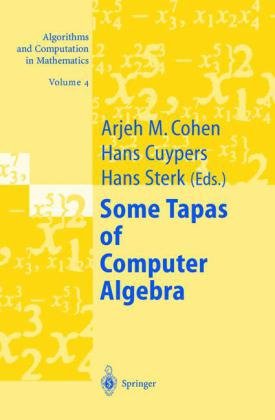 Algorithms
and Computation
in Mathematics
Volume 4
Arjeh M. Cohen
Hans Cuypers
Hans Sterk (Eds.)
Some Tapas
of
Computer
Algebra
Springer